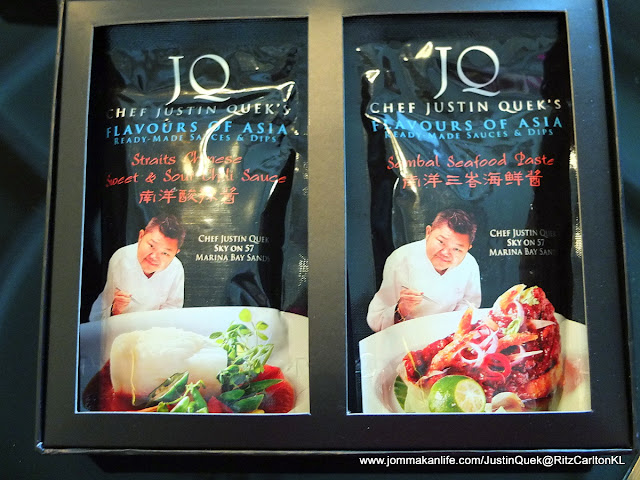 JQ
CHEF JUSTIN QUEK'S
FLAVOURS OF ASIA
READY-MADE SAUCES & DIPS
Straits Chinese
Sweet & Sour Chili Sauce
南洋酸辣酱
CHEF JUSTIN QUEK
SKY ON 57
MARINA BAY SANDS
JQ
CHEF JUSTIN QUEK'S
FLAVOURS OF ASIA
READY-MADE SAUCES & DIPS
Sambal Seafood Paste
南洋三峇海鲜酱
CHEF JUSTIN QUEK
SKY ON 57
MARINA BAY SANDS
www.jommakanlife.com/JustinQuek@RitzCarltonKL